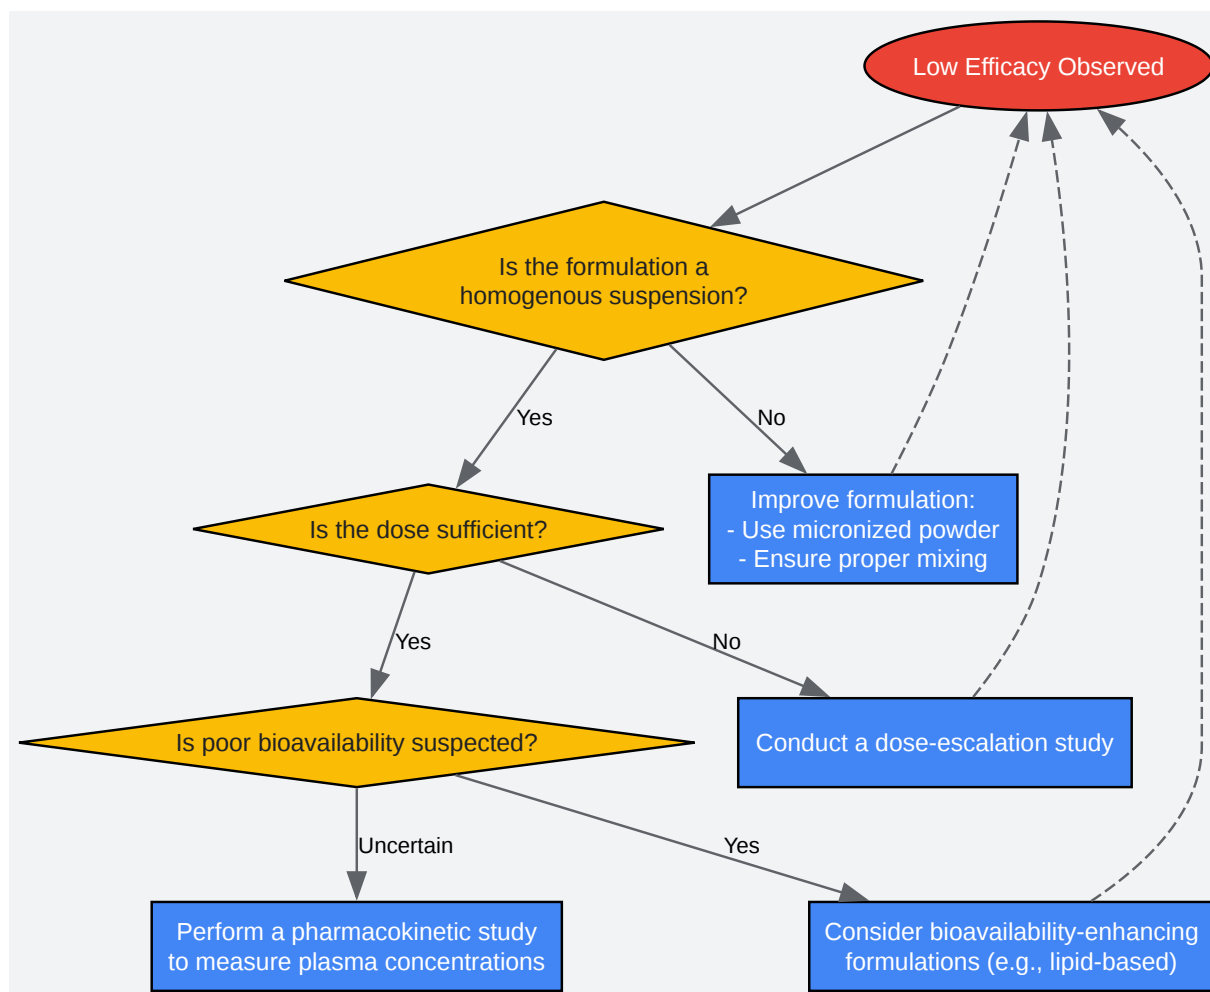 Low Efficacy Observed
Is the formulation a
homogenous suspension?
Yes
No
Improve formulation:
- Use micronized powder
- Ensure proper mixing
Is the dose sufficient?
Yes
No
Conduct a dose-escalation study
Is poor bioavailability suspected?
Uncertain
Yes
Perform a pharmacokinetic study
to measure plasma concentrations
Consider bioavailability-enhancing
formulations (e.g., lipid-based)